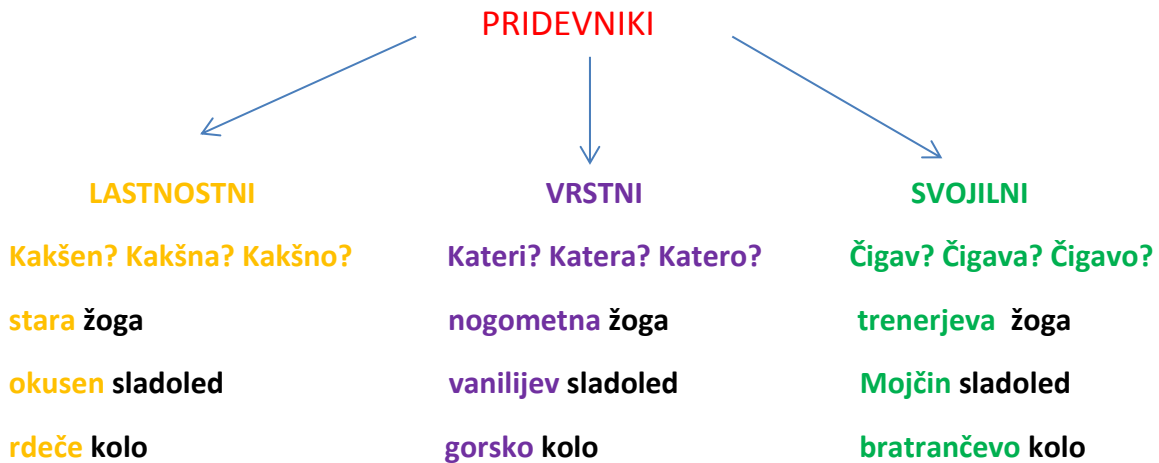 PRIDEVNIKI
LASTNOSTNI VRSTNI SVOJILNI
Kakšen? Kakšna? Kakšno? Kateri? Katera? Katero? Čigav? Čigava? Čigavo?
stara žoga nogometna žoga trenerjeva žoga
okusen sladoled vanilijev sladoled Mojčin sladoled
rdeče kolo gorsko kolo bratrančevo kolo